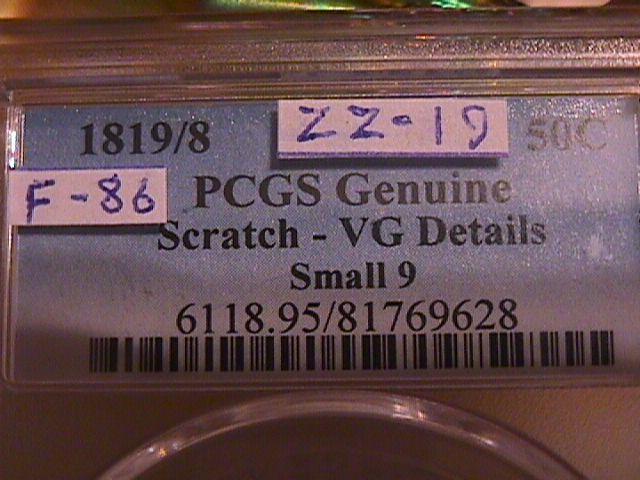 1819/8 ZZ-19 50C
F-86 PCGS Genuine
Scratch - VG Details
Small 9
6118.95/81769628